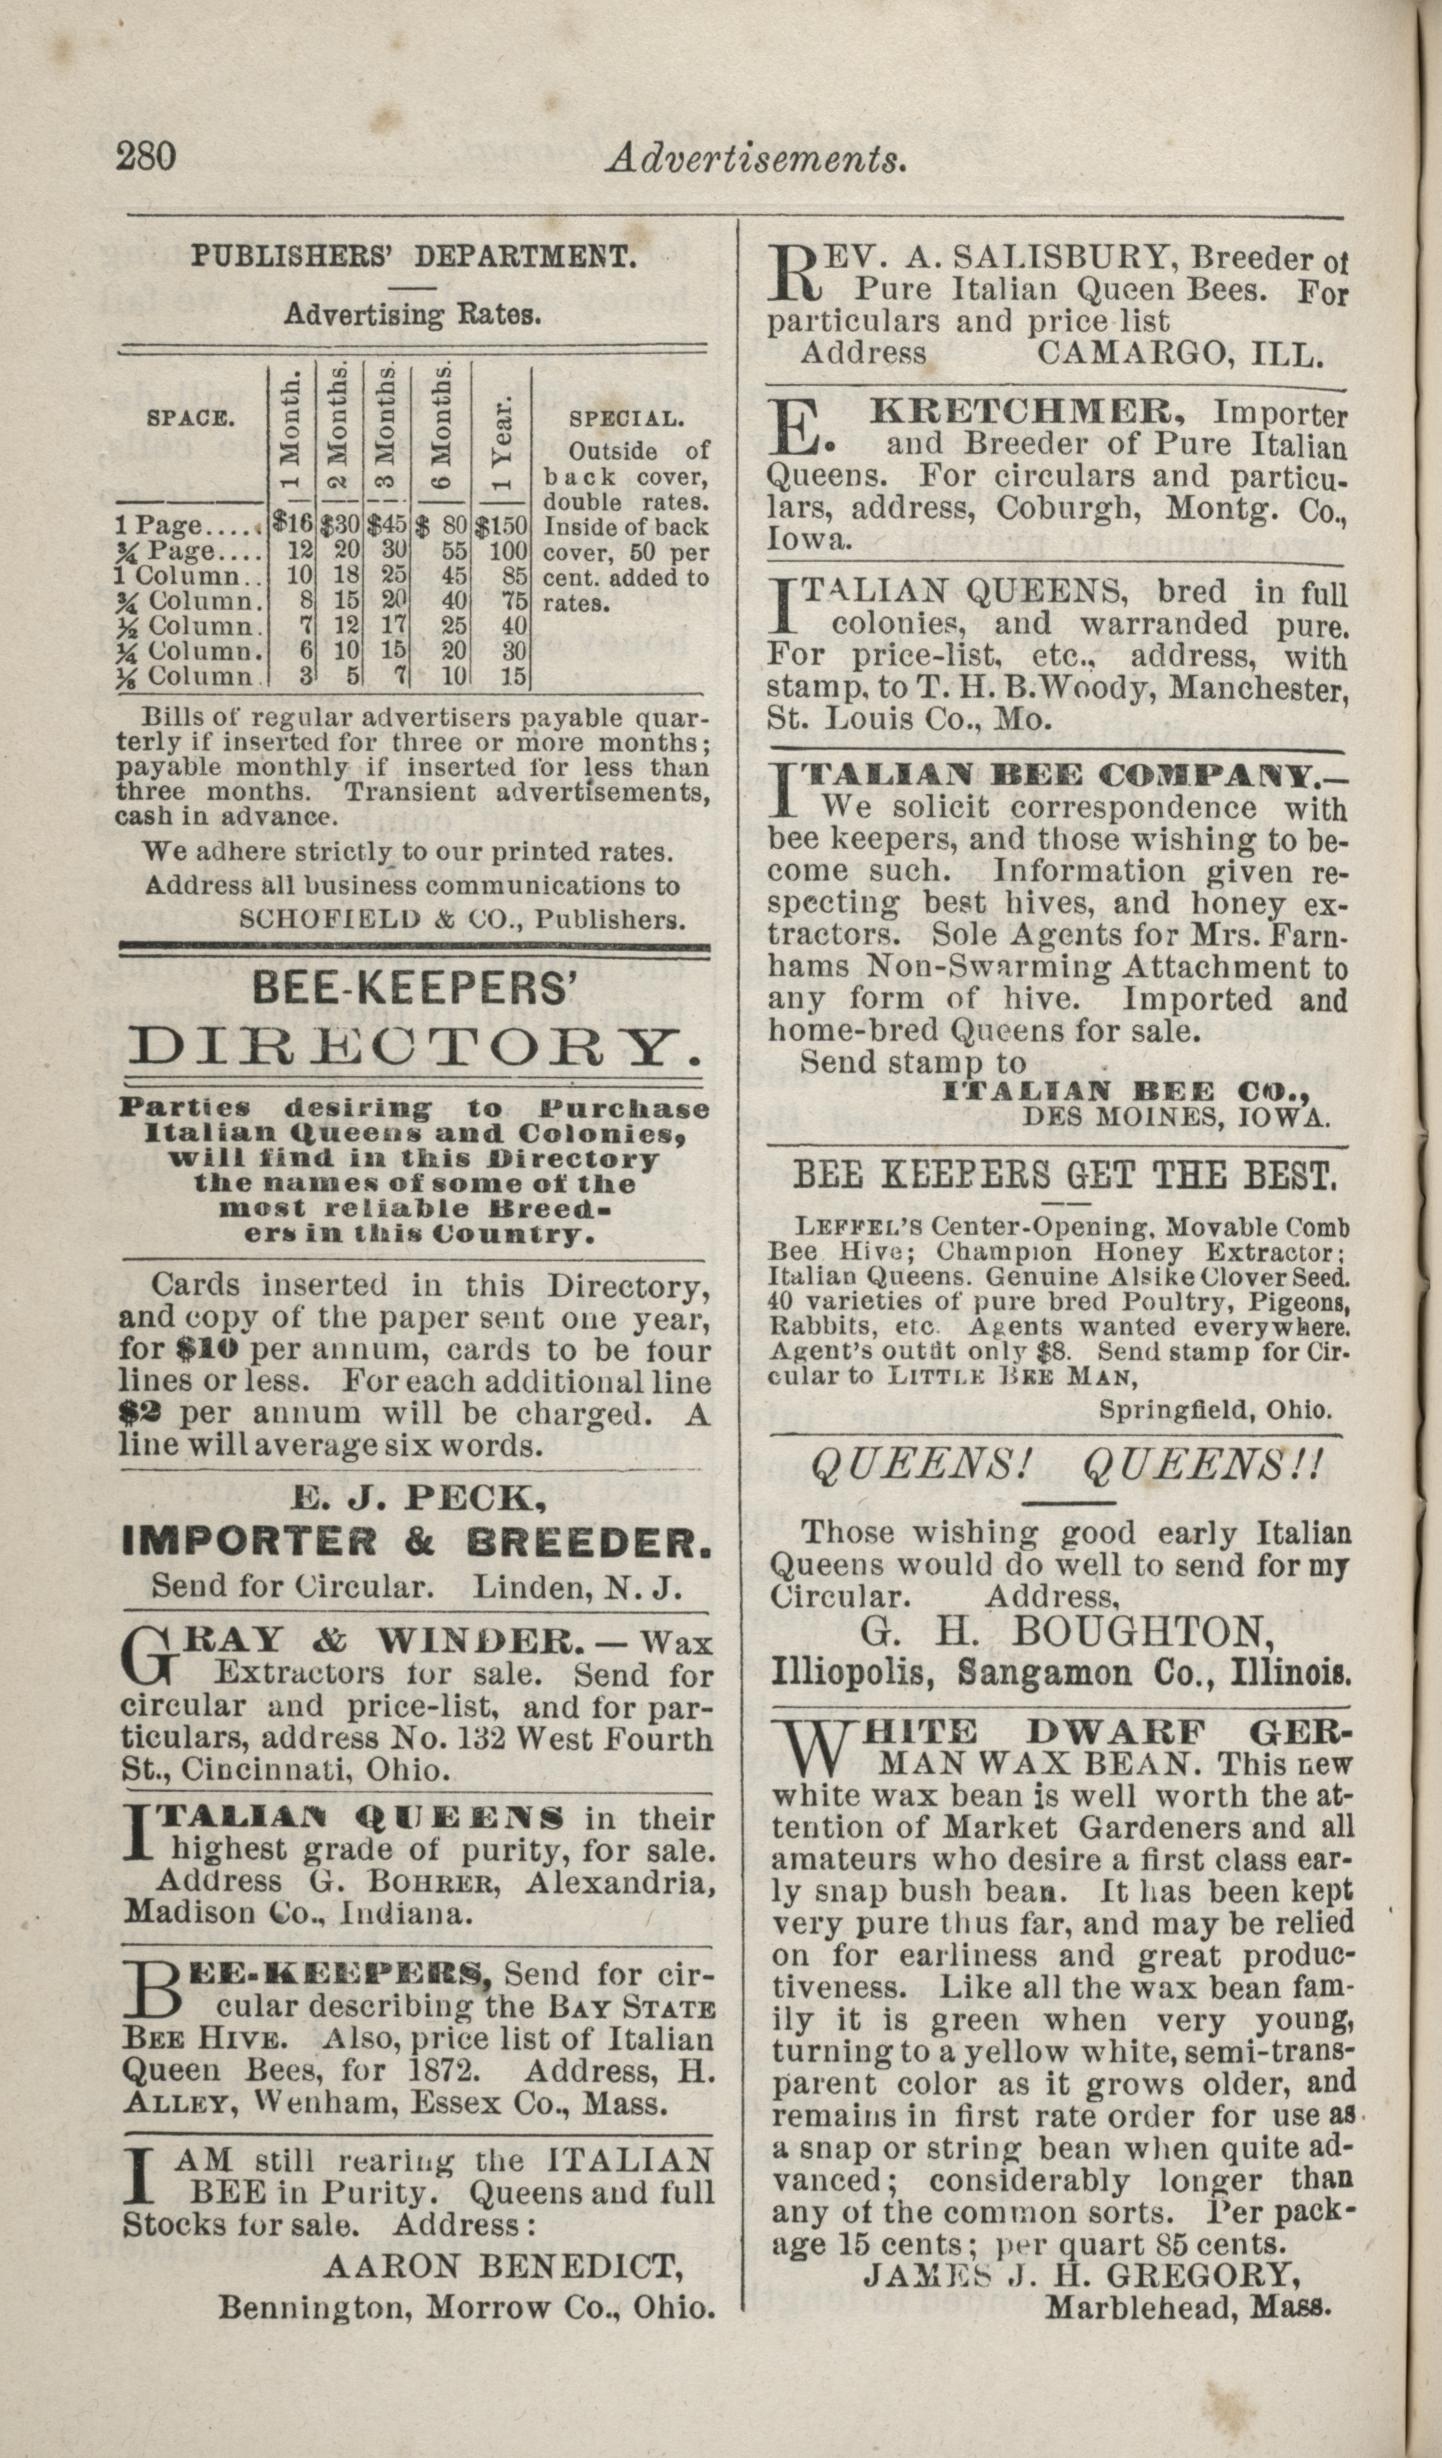 280
Advertisements.
PUBLISHERS' DEPARTMENT.
Advertising Rates.
SPACE. 1 Month. 2 Months. 3 Months. 6 Months. 1 Year. SPECIAL.
1 Page..... $16 $30 $45 $ 80 $150
¾ Page.... 12 20 30 55 100
1 Column.. 10 18 25 45 85
¾ Column. 8 15 20 40 75
½ Column. 7 12 17 25 40
¼ Column. 6 10 15 20 30
⅛ Column. 3 5 7 10 15
Outside of
back cover,
double rates.
Inside of back
cover, 50 per
cent. added to
rates.
Bills of regular advertisers payable quar-
terly if inserted for three or more months;
payable monthly if inserted for less than
three months. Transient advertisements,
cash in advance.
We adhere strictly to our printed rates.
Address all business communications to
SCHOFIELD & CO., Publishers.
BEE-KEEPERS'
DIRECTORY.
Parties desiring to Purchase
Italian Queens and Colonies,
will find in this Directory
the names of some of the
most reliable Breed-
ers in this Country.
Cards inserted in this Directory,
and copy of the paper sent one year,
for $10 per annum, cards to be four
lines or less. For each additional line
$2 per annum will be charged. A
line will average six words.
E. J. PECK,
IMPORTER & BREEDER.
Send for Circular. Linden, N. J.
GRAY & WINDER. — Wax
Extractors for sale. Send for
circular and price-list, and for par-
ticulars, address No. 132 West Fourth
St., Cincinnati, Ohio.
ITALIAN QUEENS in their
highest grade of purity, for sale.
Address G. BOHRER, Alexandria,
Madison Co., Indiana.
BEE-KEEPERS, Send for cir-
cular describing the BAY STATE
BEE HIVE. Also, price list of Italian
Queen Bees, for 1872. Address, H.
ALLEY, Wenham, Essex Co., Mass.
I AM still rearing the ITALIAN
BEE in Purity. Queens and full
Stocks for sale. Address :
AARON BENEDICT,
Bennington, Morrow Co., Ohio.
REV. A. SALISBURY, Breeder of
Pure Italian Queen Bees. For
particulars and price list
Address CAMARGO, ILL.
E. KRETCHMER, Importer
and Breeder of Pure Italian
Queens. For circulars and particu-
lars, address, Coburgh, Montg. Co.,
Iowa.
ITALIAN QUEENS, bred in full
colonies, and warranded pure.
For price-list, etc., address, with
stamp, to T. H. B. Woody, Manchester,
St. Louis Co., Mo.
ITALIAN BEE COMPANY.—
We solicit correspondence with
bee keepers, and those wishing to be-
come such. Information given re-
specting best hives, and honey ex-
tractors. Sole Agents for Mrs. Farn-
hams Non-Swarming Attachment to
any form of hive. Imported and
home-bred Queens for sale.
Send stamp to
ITALIAN BEE CO.,
DES MOINES, IOWA.
BEE KEEPERS GET THE BEST.
LEFFEL'S Center-Opening, Movable Comb
Bee Hive; Champion Honey Extractor;
Italian Queens. Genuine Alsike Clover Seed.
40 varieties of pure bred Poultry, Pigeons,
Rabbits, etc. Agents wanted everywhere.
Agent's outfit only $8. Send stamp for Cir-
cular to LITTLE BEE MAN,
Springfield, Ohio.
QUEENS! QUEENS!!
Those wishing good early Italian
Queens would do well to send for my
Circular. Address,
G. H. BOUGHTON,
Illiopolis, Sangamon Co., Illinois.
WHITE DWARF GER-
MAN WAX BEAN. This new
white wax bean is well worth the at-
tention of Market Gardeners and all
amateurs who desire a first class ear-
ly snap bush bean. It has been kept
very pure thus far, and may be relied
on for earliness and great produc-
tiveness. Like all the wax bean fam-
ily it is green when very young,
turning to a yellow white, semi-trans-
parent color as it grows older, and
remains in first rate order for use as
a snap or string bean when quite ad-
vanced; considerably longer than
any of the common sorts. Per pack-
age 15 cents; per quart 85 cents.
JAMES J. H. GREGORY,
Marblehead, Mass.